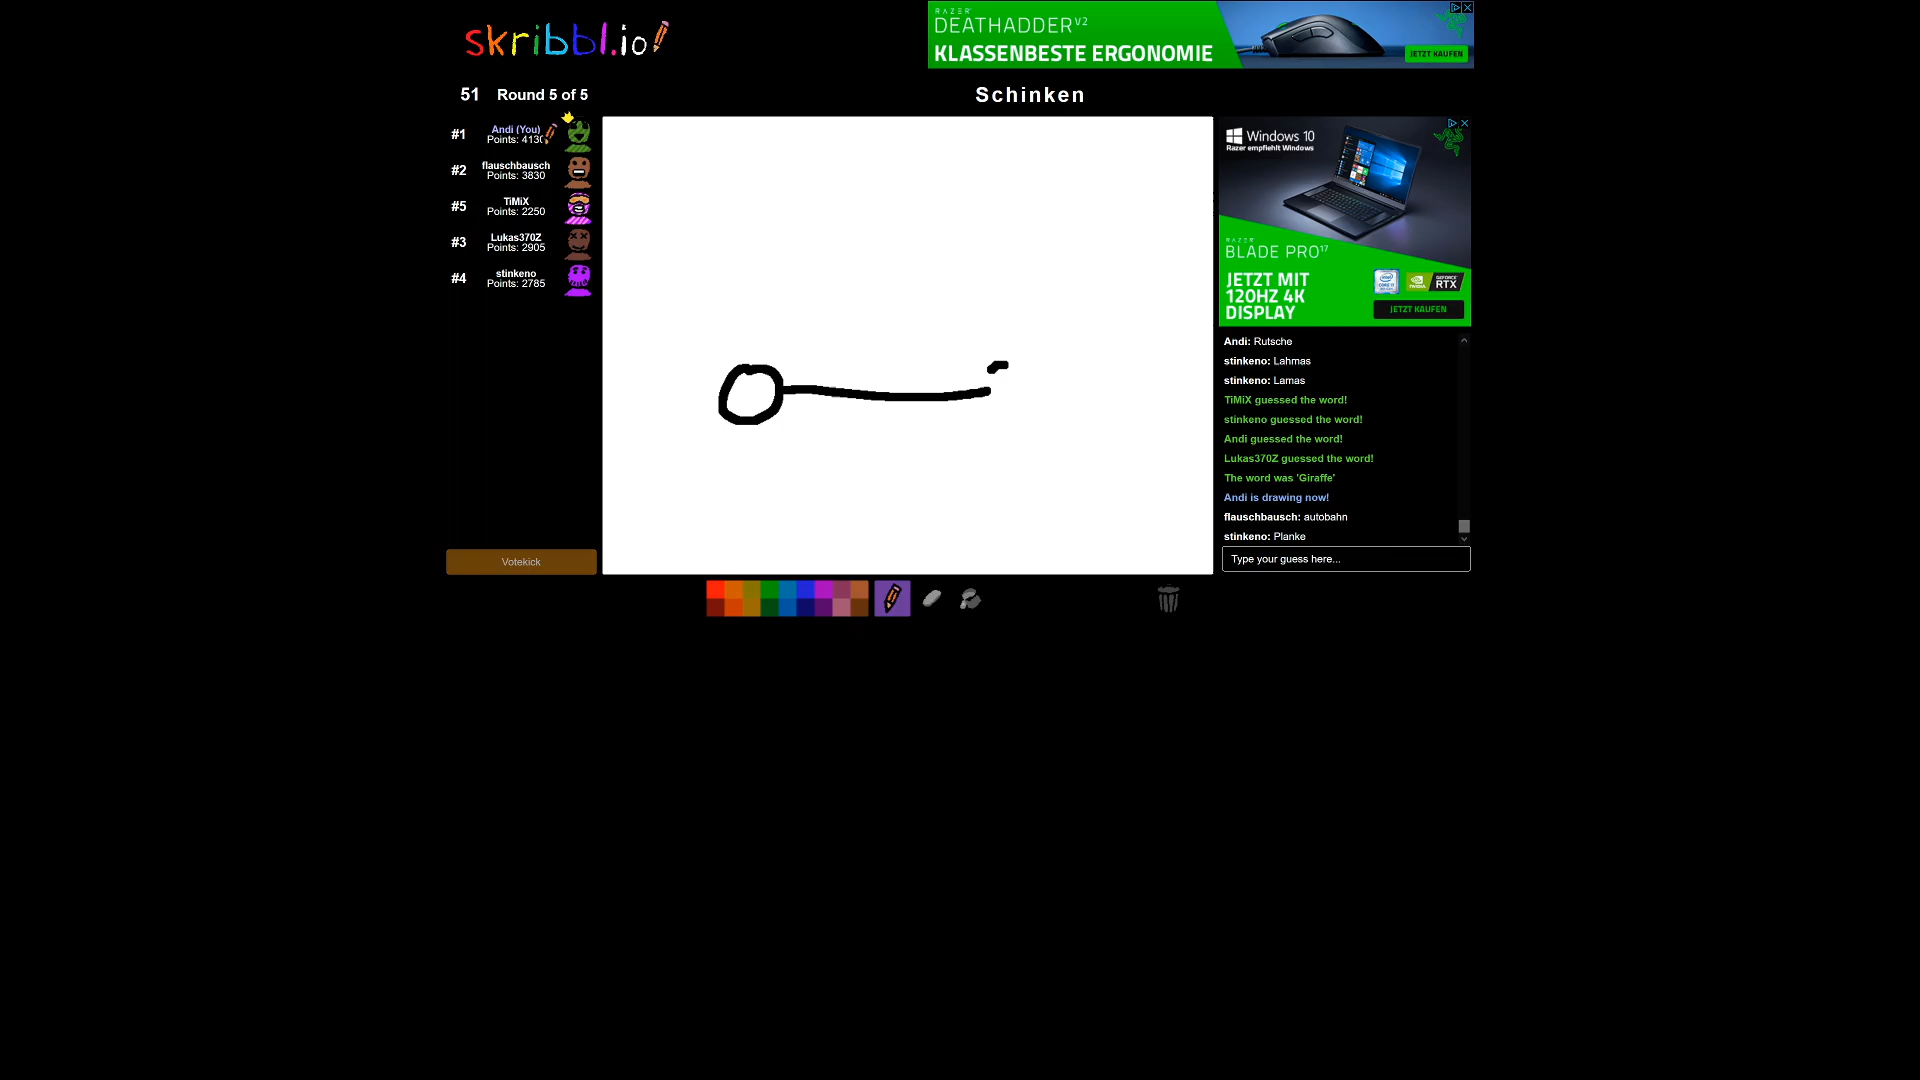 skribbl.io
RAZER
DEATHADDER V2
KLASSENBESTE ERGONOMIE
JETZT KAUFEN
51 Round 5 of 5
Schinken
#1 Andi (You)
Points: 4130
#2 flauschbausch
Points: 3830
#5 TiMiX
Points: 2250
#3 Lukas370Z
Points: 2905
#4 stinkeno
Points: 2785
Votekick
Windows 10
Razer empfiehlt Windows
RAZER
BLADE PRO 17
JETZT MIT
120HZ 4K
DISPLAY
GEFORCE
RTX
JETZT KAUFEN
Andi: Rutsche
stinkeno: Lahmas
stinkeno: Lamas
TiMiX guessed the word!
stinkeno guessed the word!
Andi guessed the word!
Lukas370Z guessed the word!
The word was 'Giraffe'
Andi is drawing now!
flauschbausch: autobahn
stinkeno: Planke
Type your guess here...